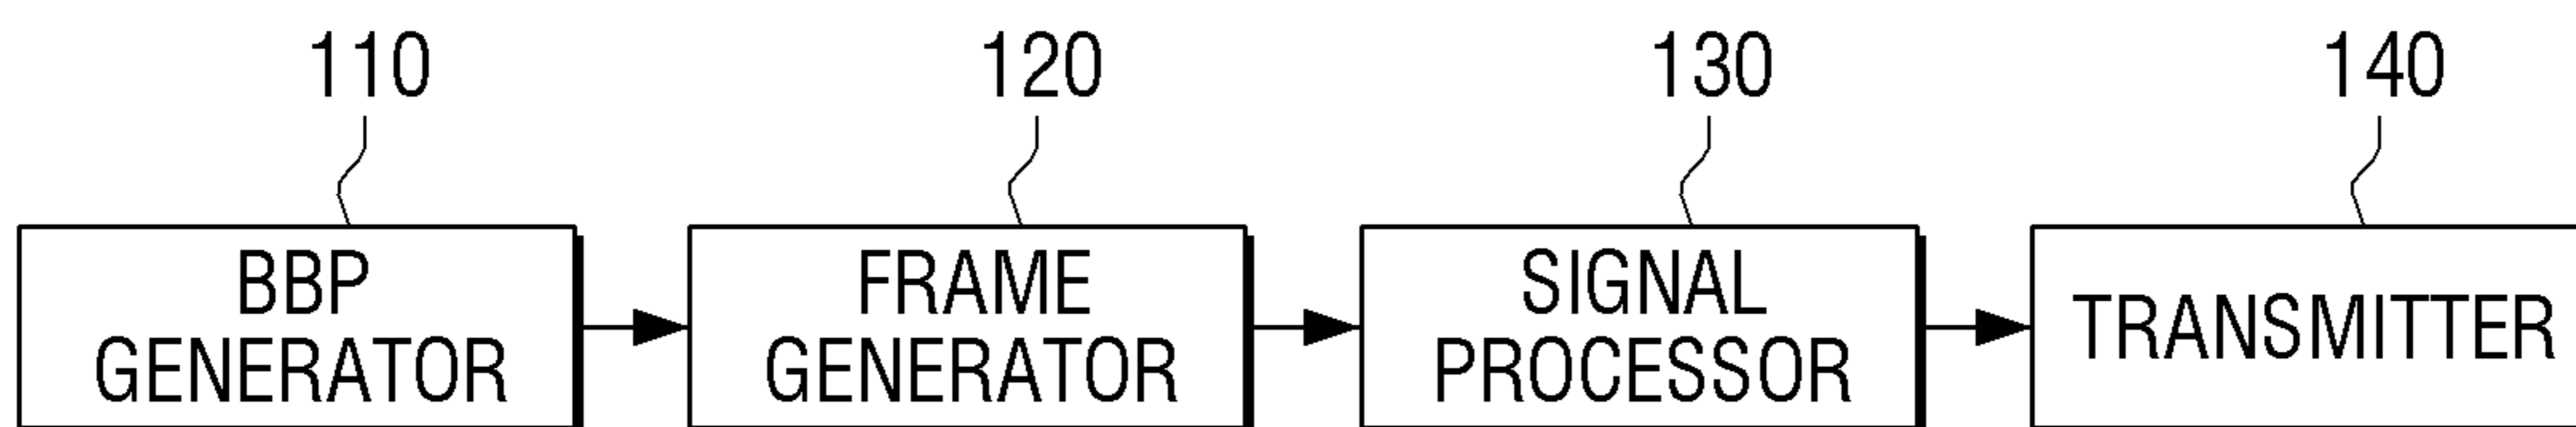 110
120
130
140
BBP
GENERATOR
FRAME
GENERATOR
SIGNAL
PROCESSOR
TRANSMITTER